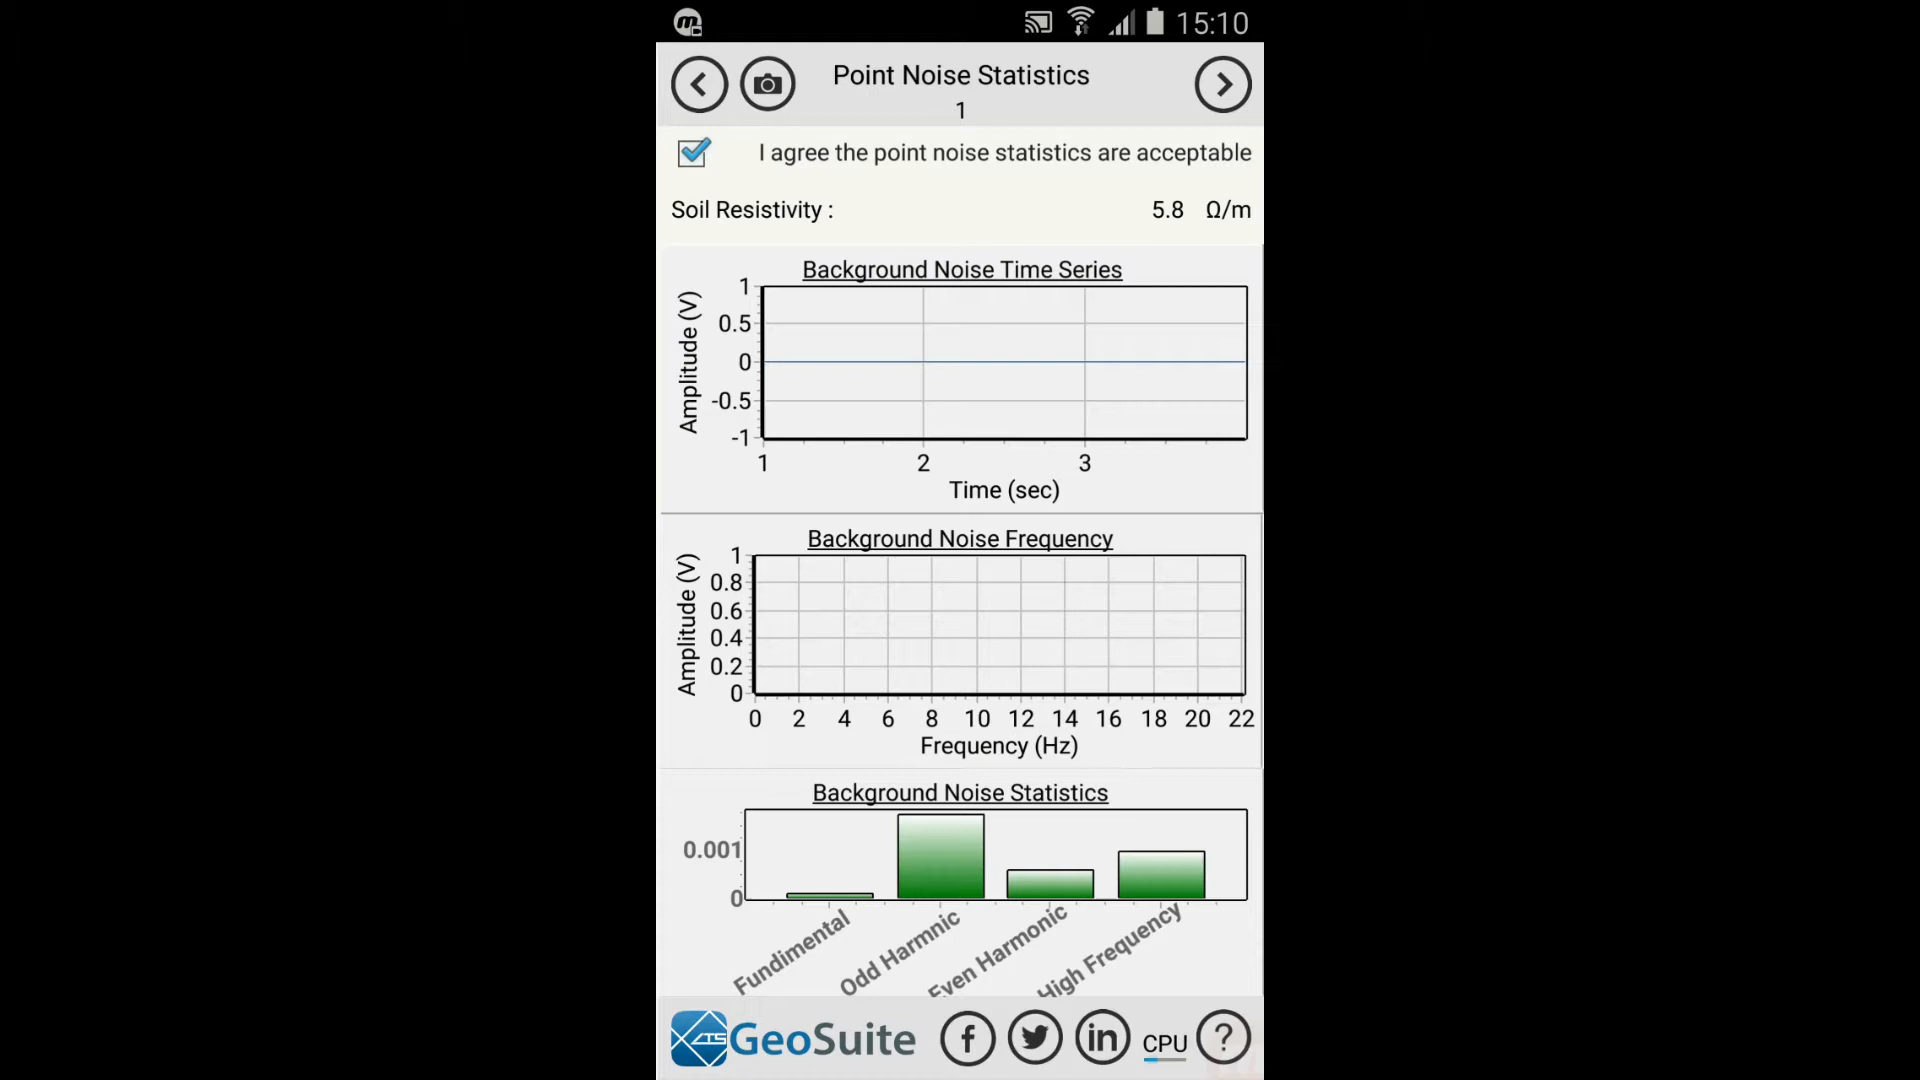 15:10
Point Noise Statistics
1
I agree the point noise statistics are acceptable
Soil Resistivity : 5.8 Ω/m
Background Noise Time Series
Amplitude (V)
1
0.5
0
-0.5
-1
1 2 3
Time (sec)
Background Noise Frequency
Amplitude (V)
1
0.8
0.6
0.4
0.2
0
0 2 4 6 8 10 12 14 16 18 20 22
Frequency (Hz)
Background Noise Statistics
0.001
0
Fundimental
Odd Harmnic
Even Harmonic
High Frequency
ATS GeoSuite
CPU
?